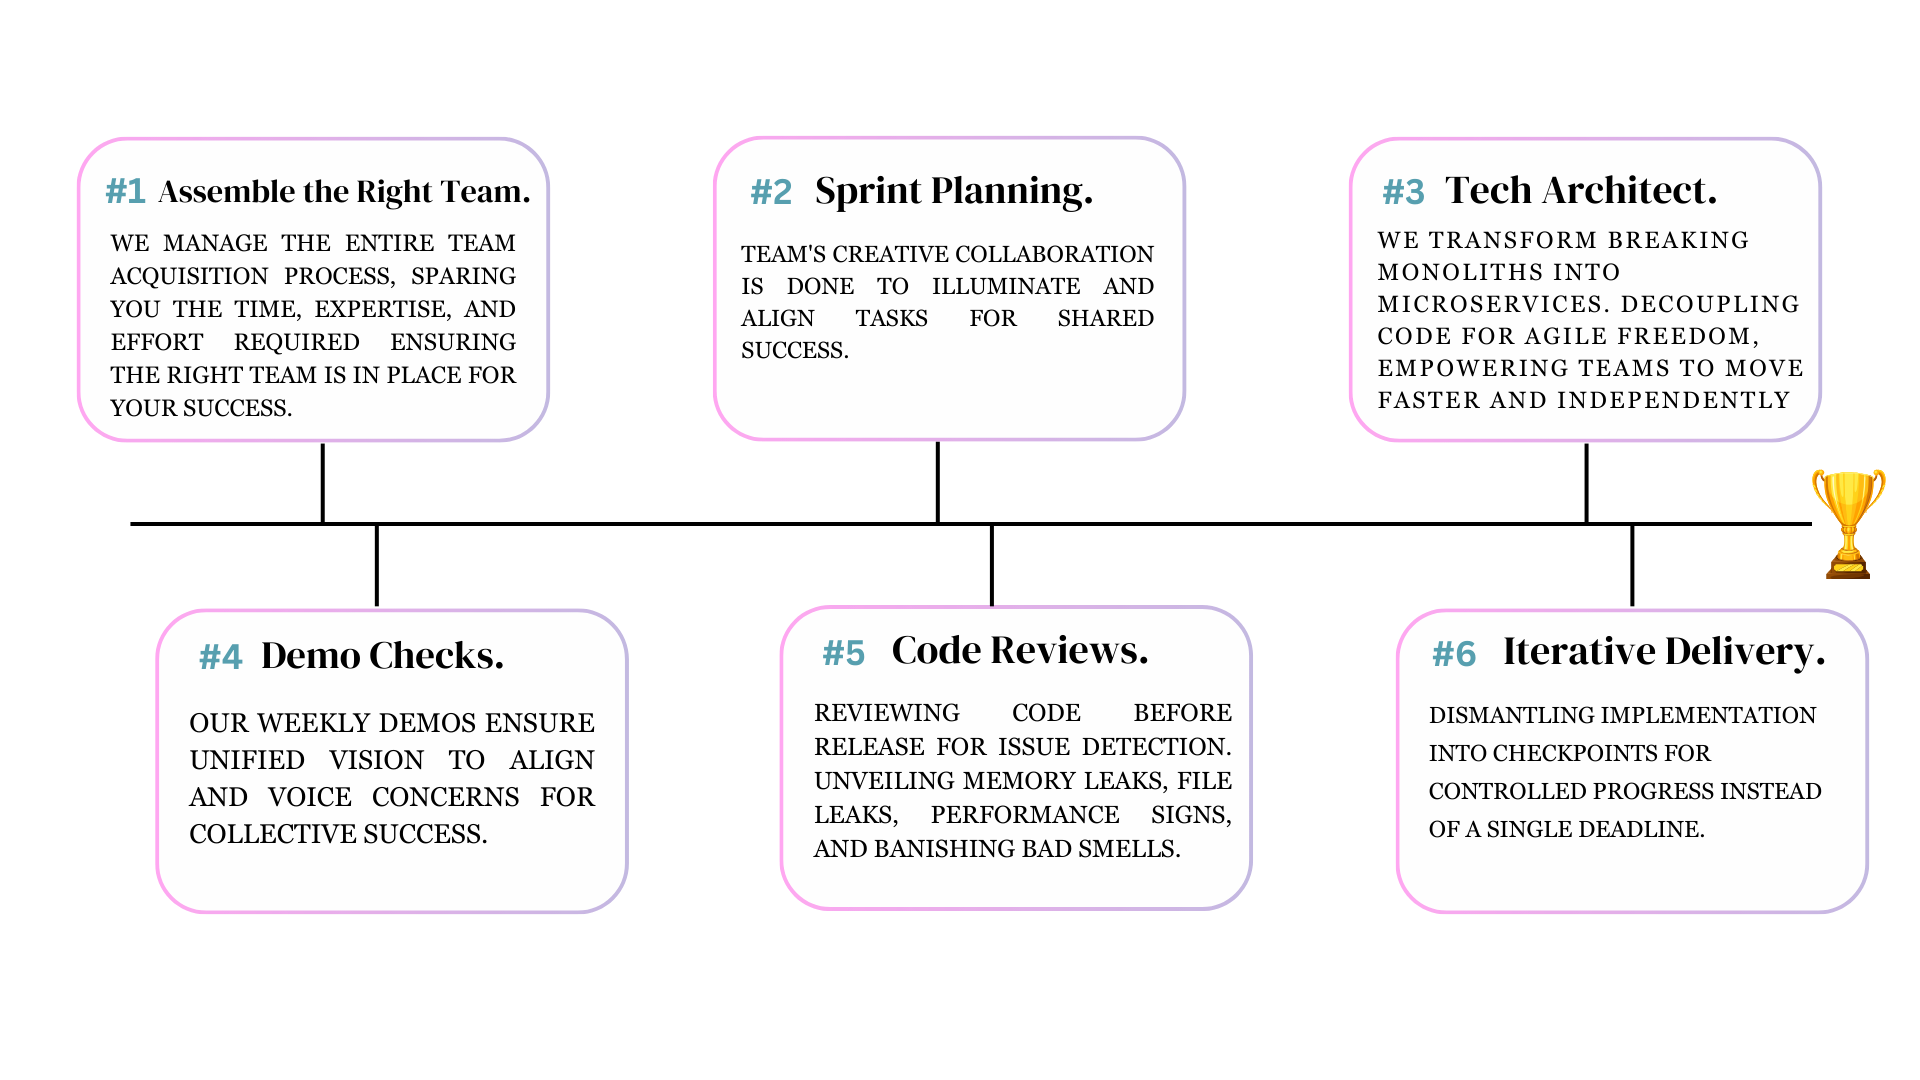 #1 Assemble the Right Team.
WE MANAGE THE ENTIRE TEAM
ACQUISITION PROCESS, SPARING
YOU THE TIME, EXPERTISE, AND
EFFORT REQUIRED ENSURING
THE RIGHT TEAM IS IN PLACE FOR
YOUR SUCCESS.
#2 Sprint Planning.
TEAM'S CREATIVE COLLABORATION
IS DONE TO ILLUMINATE AND
ALIGN TASKS FOR SHARED
SUCCESS.
#3 Tech Architect.
WE TRANSFORM BREAKING
MONOLITHS INTO
MICROSERVICES. DECOUPLING
CODE FOR AGILE FREEDOM,
EMPOWERING TEAMS TO MOVE
FASTER AND INDEPENDENTLY
#4 Demo Checks.
OUR WEEKLY DEMOS ENSURE
UNIFIED VISION TO ALIGN
AND VOICE CONCERNS FOR
COLLECTIVE SUCCESS.
#5 Code Reviews.
REVIEWING CODE BEFORE
RELEASE FOR ISSUE DETECTION.
UNVEILING MEMORY LEAKS, FILE
LEAKS, PERFORMANCE SIGNS,
AND BANISHING BAD SMELLS.
#6 Iterative Delivery.
DISMANTLING IMPLEMENTATION
INTO CHECKPOINTS FOR
CONTROLLED PROGRESS INSTEAD
OF A SINGLE DEADLINE.